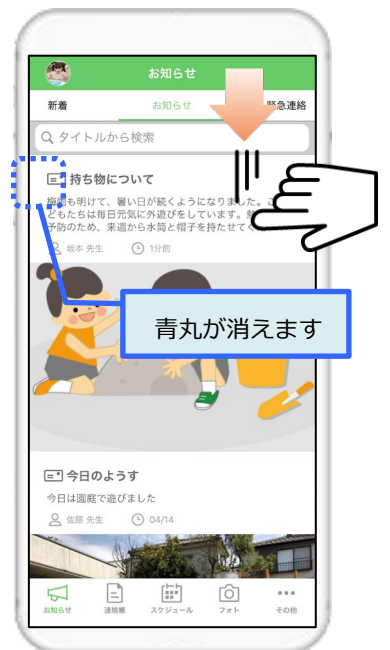 お知らせ
新着
お知らせ
緊急連絡
タイトルから検索
持ち物について
梅雨も明けて、暑い日が続くようになりました。こ
どもたちは毎日元気に外遊びをしています。
予防のため、来週から水筒と帽子を持たせてく
坂本 先生
1分前
青丸が消えます
今日のようす
今日は園庭で遊びました
佐藤 先生
04/14
お知らせ
連絡帳
スケジュール
フォト
その他